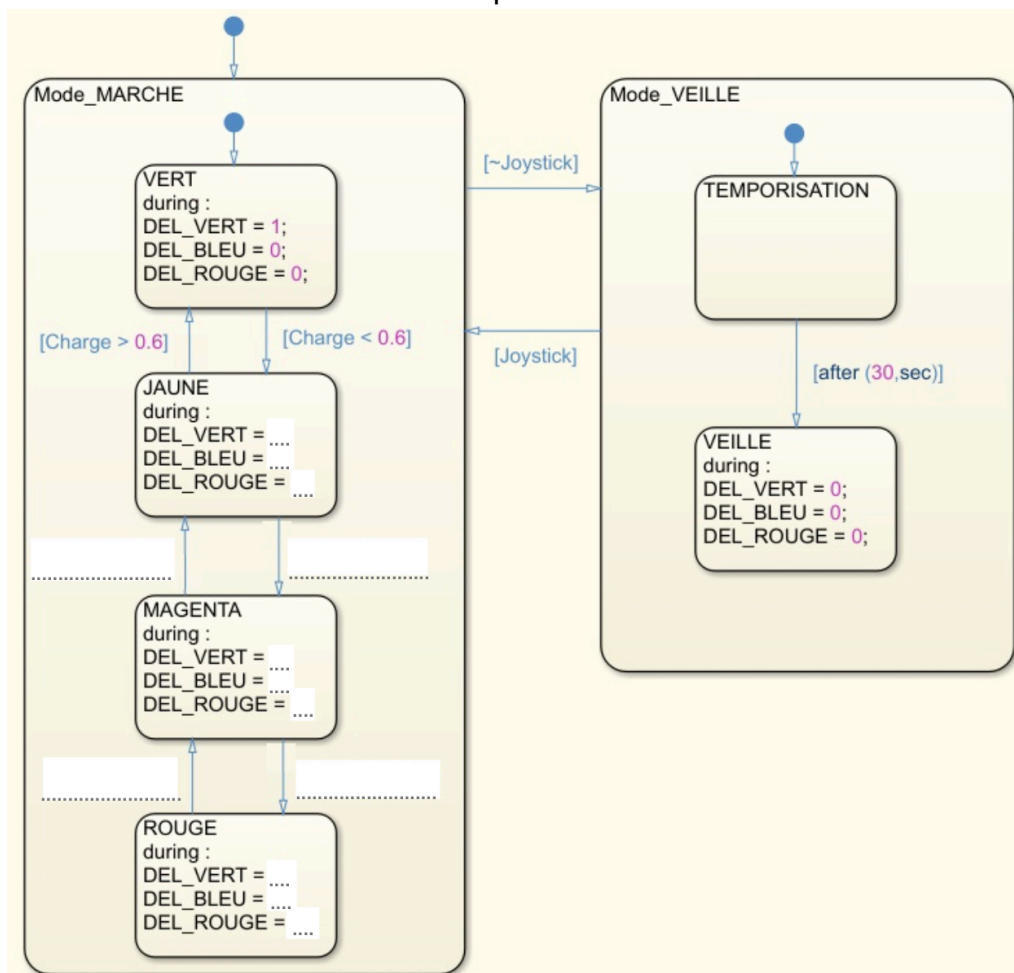 Mode_MARCHE
VERT
during :
DEL_VERT = 1;
DEL_BLEU = 0;
DEL_ROUGE = 0;
[Charge > 0.6]
[Charge < 0.6]
JAUNE
during :
DEL_VERT = ....
DEL_BLEU = ....
DEL_ROUGE = ....
......................
......................
MAGENTA
during :
DEL_VERT = ....
DEL_BLEU = ....
DEL_ROUGE = ....
......................
......................
ROUGE
during :
DEL_VERT = ....
DEL_BLEU = ....
DEL_ROUGE = ....
[~Joystick]
[Joystick]
Mode_VEILLE
TEMPORISATION
[after (30,sec)]
VEILLE
during :
DEL_VERT = 0;
DEL_BLEU = 0;
DEL_ROUGE = 0;